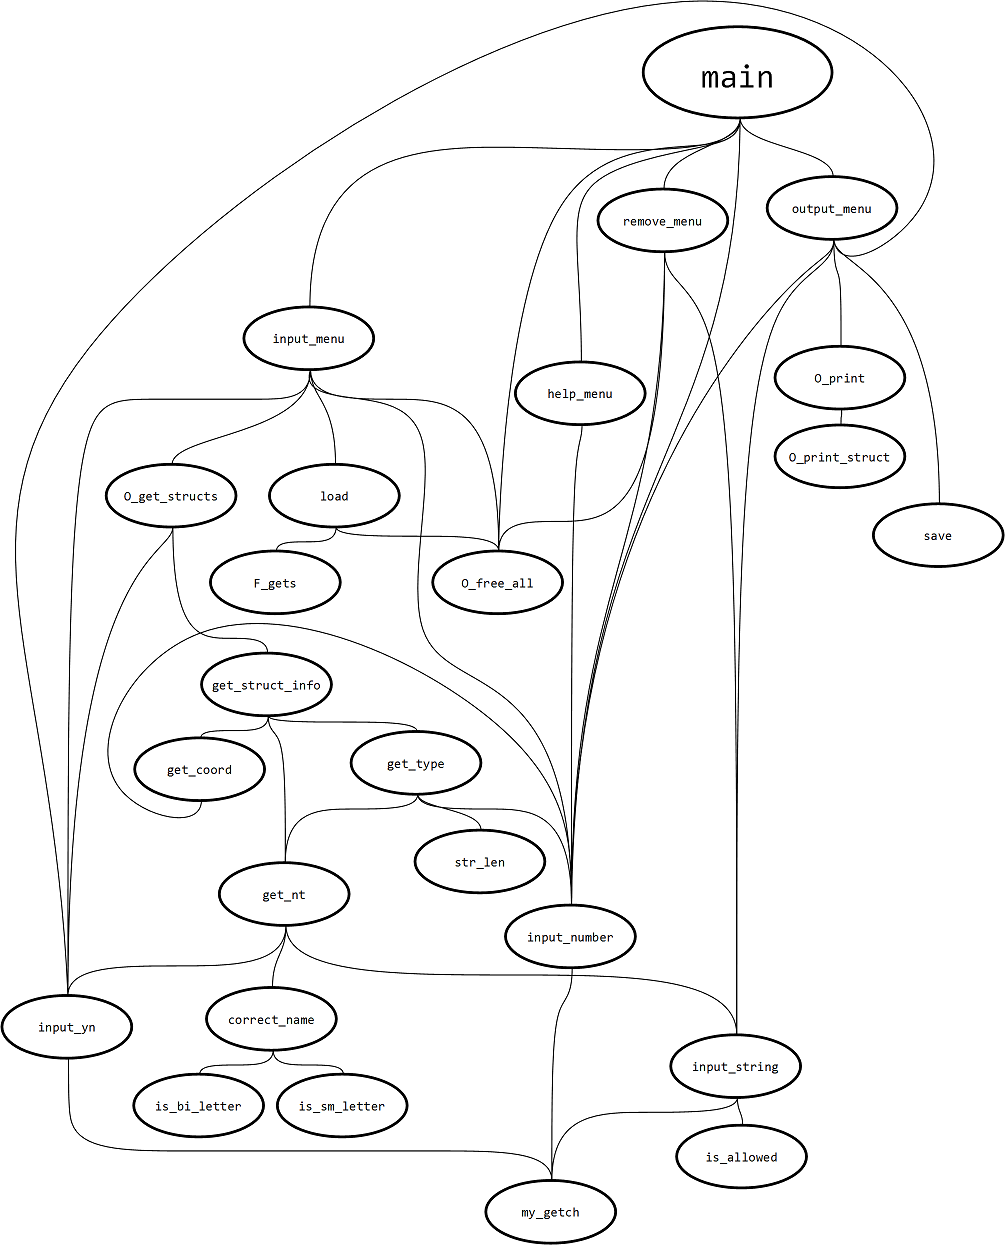 main
output_menu
remove_menu
input_menu
O_print
help_menu
O_print_struct
O_get_structs
load
save
F_gets
O_free_all
get_struct_info
get_coord
get_type
str_len
get_nt
input_number
correct_name
input_yn
input_string
is_bi_letter
is_sm_letter
is_allowed
my_getch